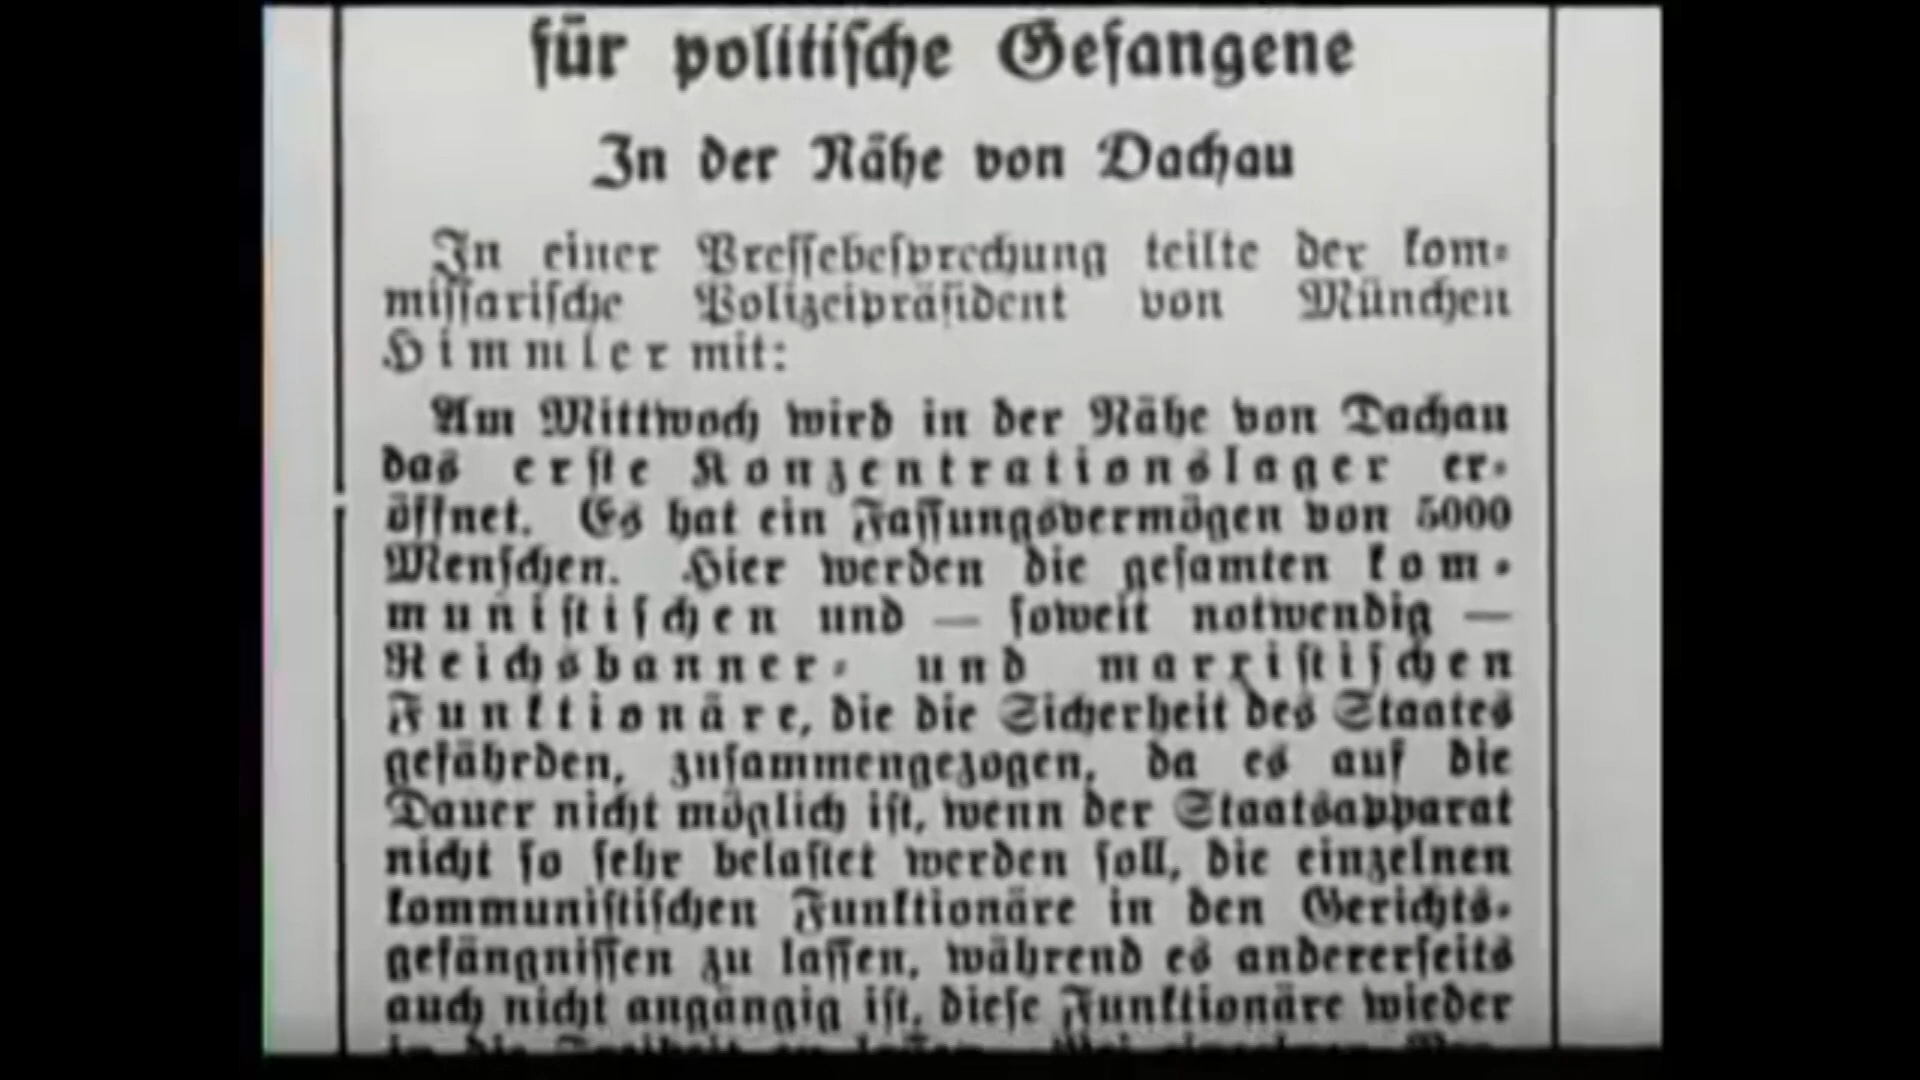 für politische Gefangene
In der Nähe von Dachau
In einer Pressebesprechung teilte der kom-
missarische Polizeipräsident von München
Himmler mit:
Am Mittwoch wird in der Nähe von Dachau
das erste Konzentrationslager er-
öffnet. Es hat ein Fassungsvermögen von 5000
Menschen. Hier werden die gesamten kom-
munistischen und — soweit notwendig —
Reichsbanner- und marxistischen
Funktionäre, die die Sicherheit des Staates
gefährden, zusammengezogen, da es auf die
Dauer nicht möglich ist, wenn der Staatsapparat
nicht so sehr belastet werden soll, die einzelnen
kommunistischen Funktionäre in den Gerichts-
gefängnissen zu lassen, während es andererseits
auch nicht angängig ist, diese Funktionäre wieder